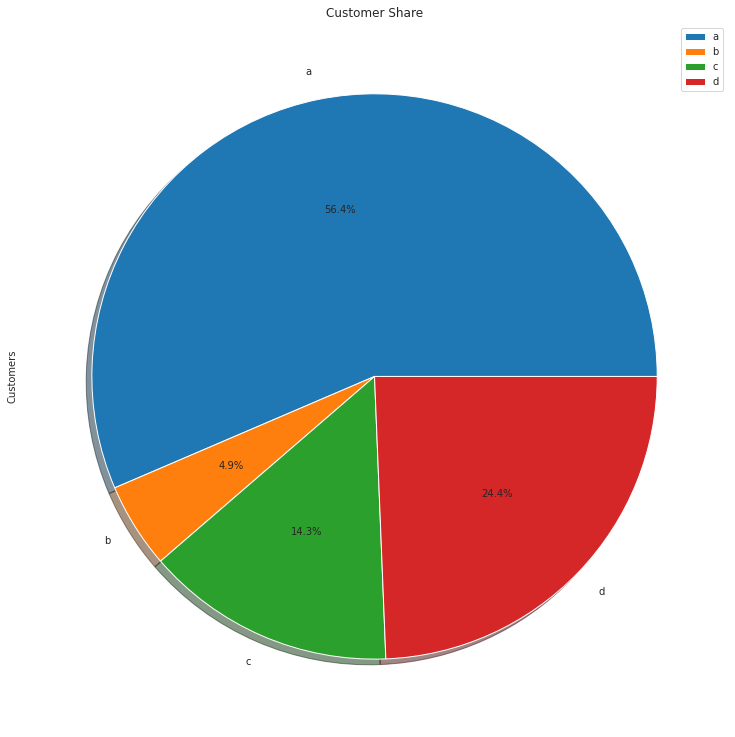 Customer Share
a
b
c
d
a
56.4%
Customers
4.9%
24.4%
14.3%
b
d
c